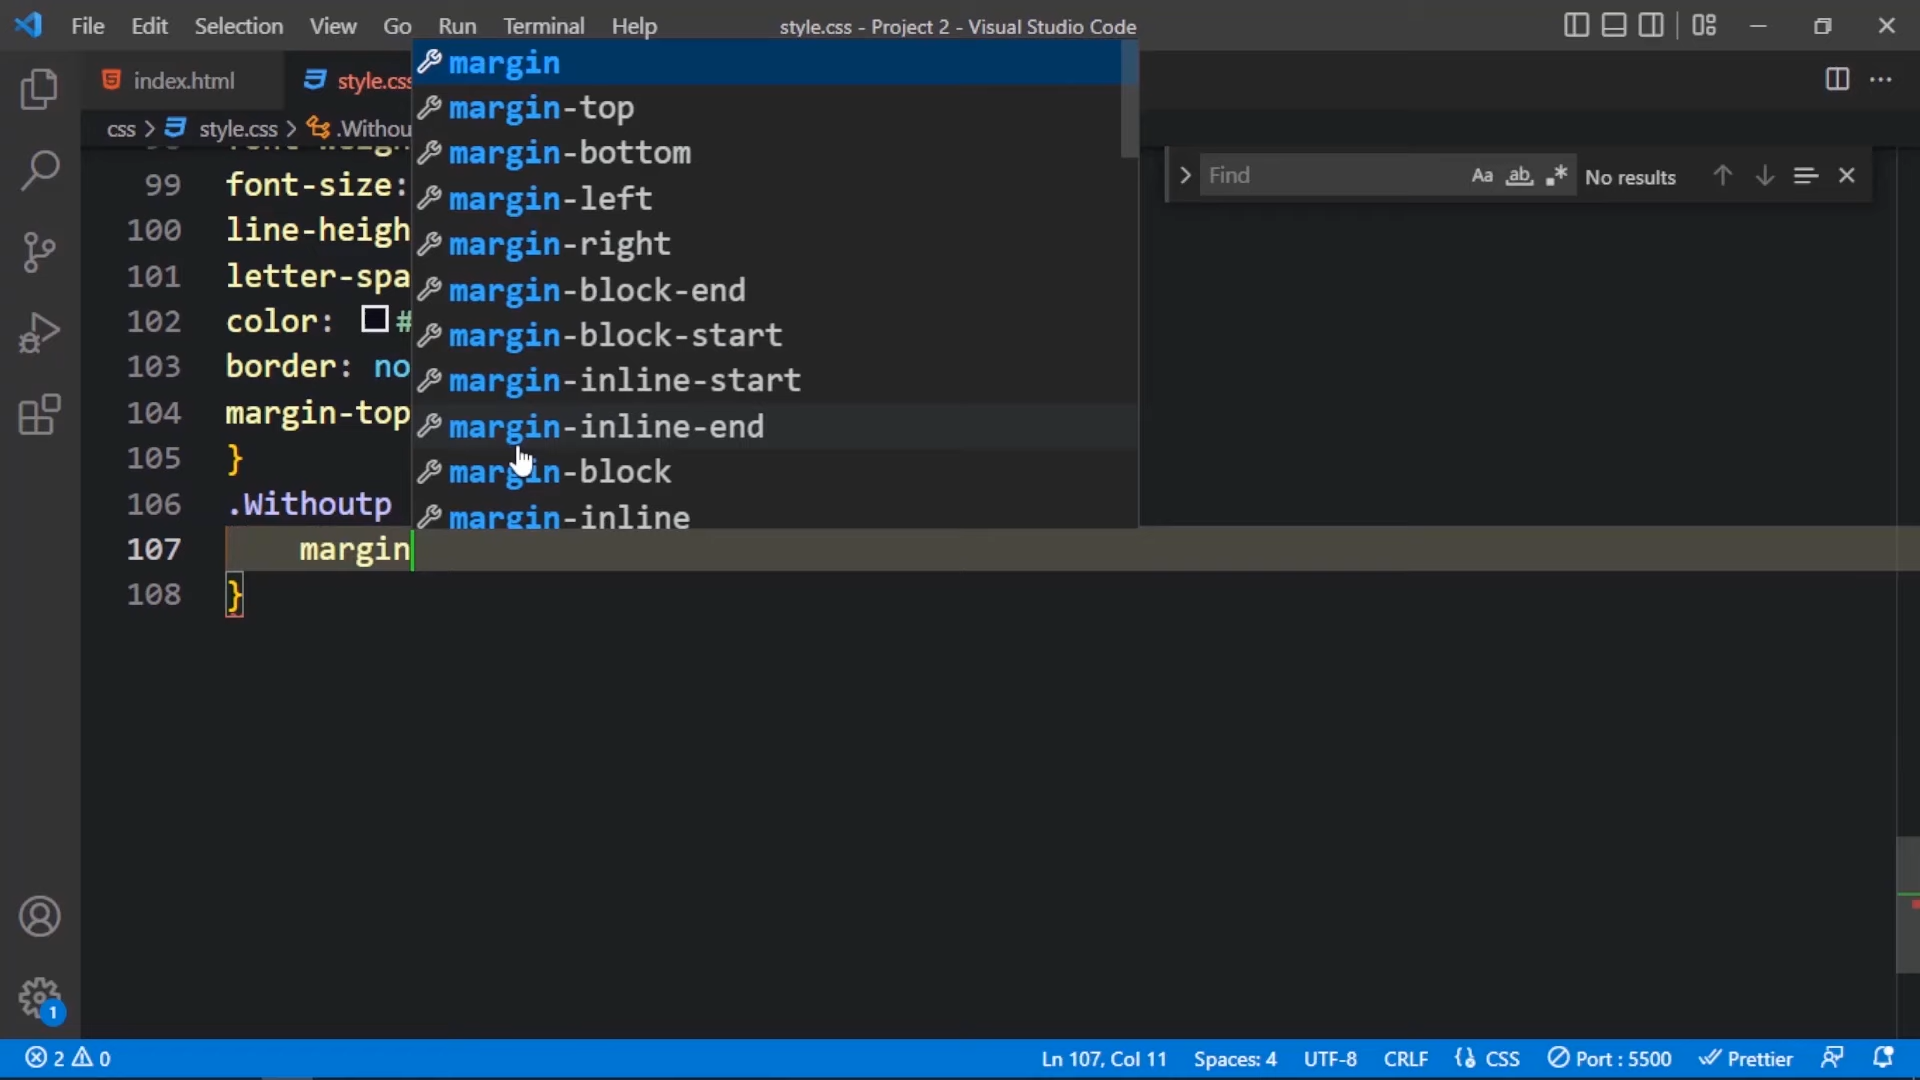 File Edit Selection View Go Run Terminal Help style.css - Project 2 - Visual Studio Code
index.html style.css
css > style.css > .Withou
Find Aa ab .* No results
99 font-size:
100 line-heigh
101 letter-spa
102 color: #
103 border: no
104 margin-top
105 }
106 .Withoutp
107 margin
108 }
margin
margin-top
margin-bottom
margin-left
margin-right
margin-block-end
margin-block-start
margin-inline-start
margin-inline-end
margin-block
margin-inline
1
2 0 Ln 107, Col 11 Spaces: 4 UTF-8 CRLF {} CSS Port : 5500 Prettier